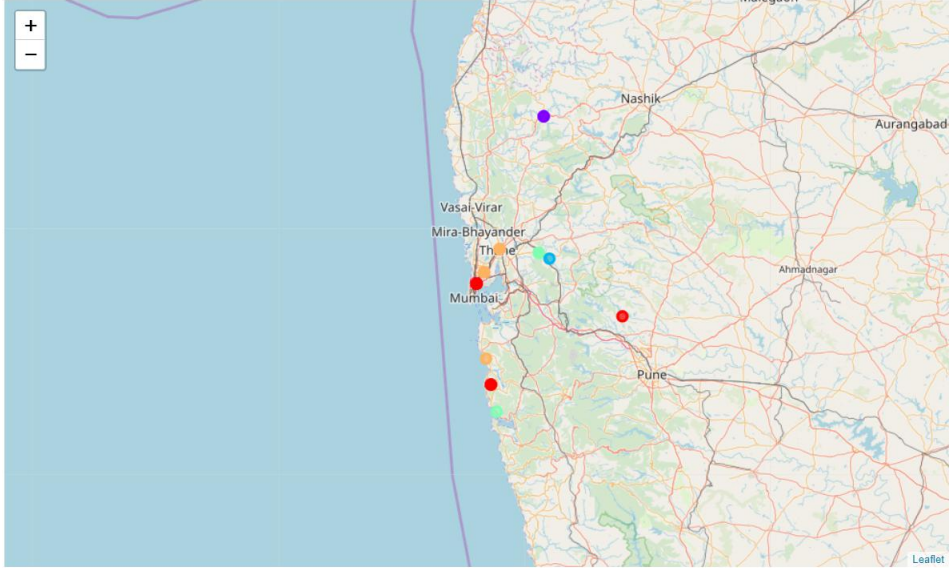 +
Malegaon
−
Nashik
Aurangabad
Vasai-Virar
Mira-Bhayander
Thane
Ahmadnagar
Mumbai
Pune
Leaflet